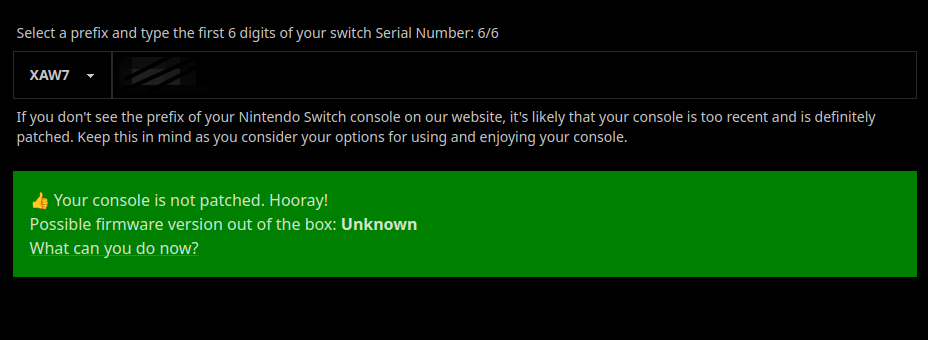 Select a prefix and type the first 6 digits of your switch Serial Number: 6/6
XAW7
If you don't see the prefix of your Nintendo Switch console on our website, it's likely that your console is too recent and is definitely
patched. Keep this in mind as you consider your options for using and enjoying your console.
👍 Your console is not patched. Hooray!
Possible firmware version out of the box: Unknown
What can you do now?